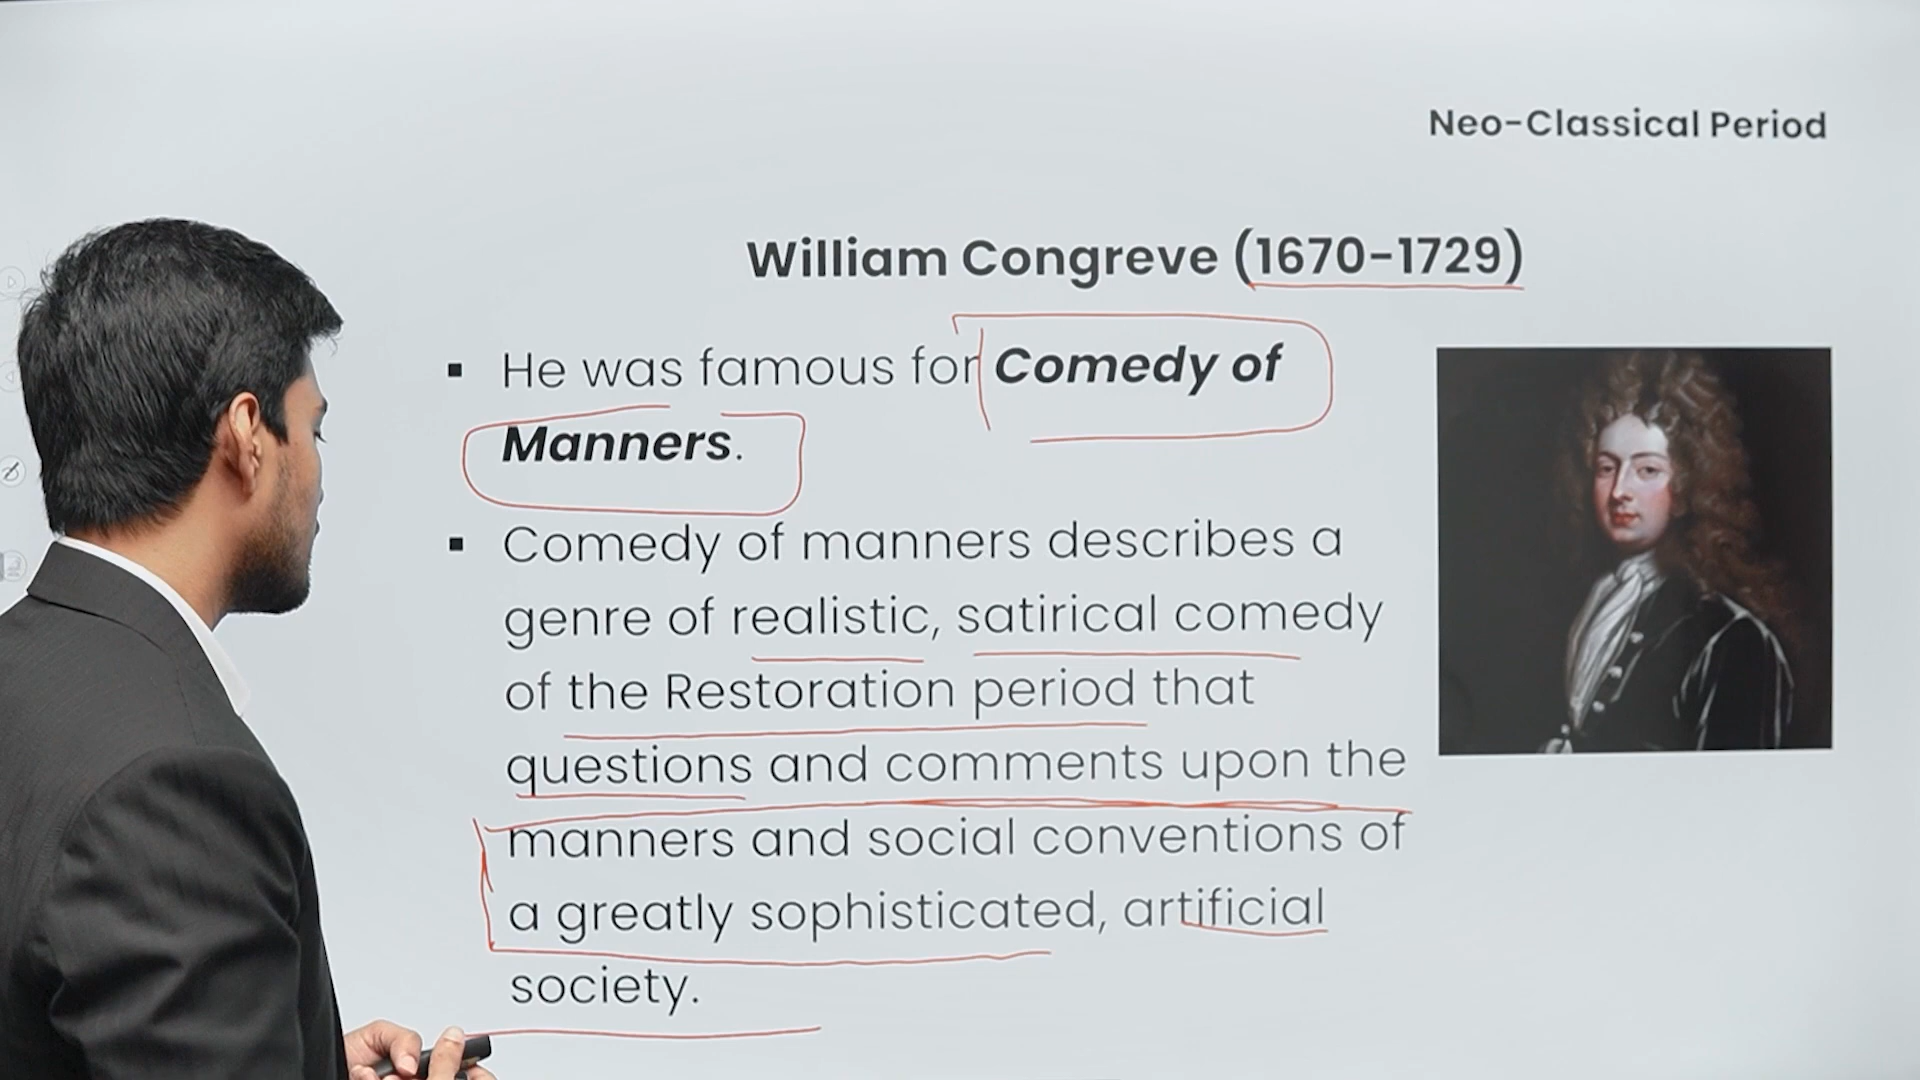 Neo-Classical Period
William Congreve (1670-1729)
▪ He was famous for Comedy of
Manners.
▪ Comedy of manners describes a
genre of realistic, satirical comedy
of the Restoration period that
questions and comments upon the
manners and social conventions of
a greatly sophisticated, artificial
society.